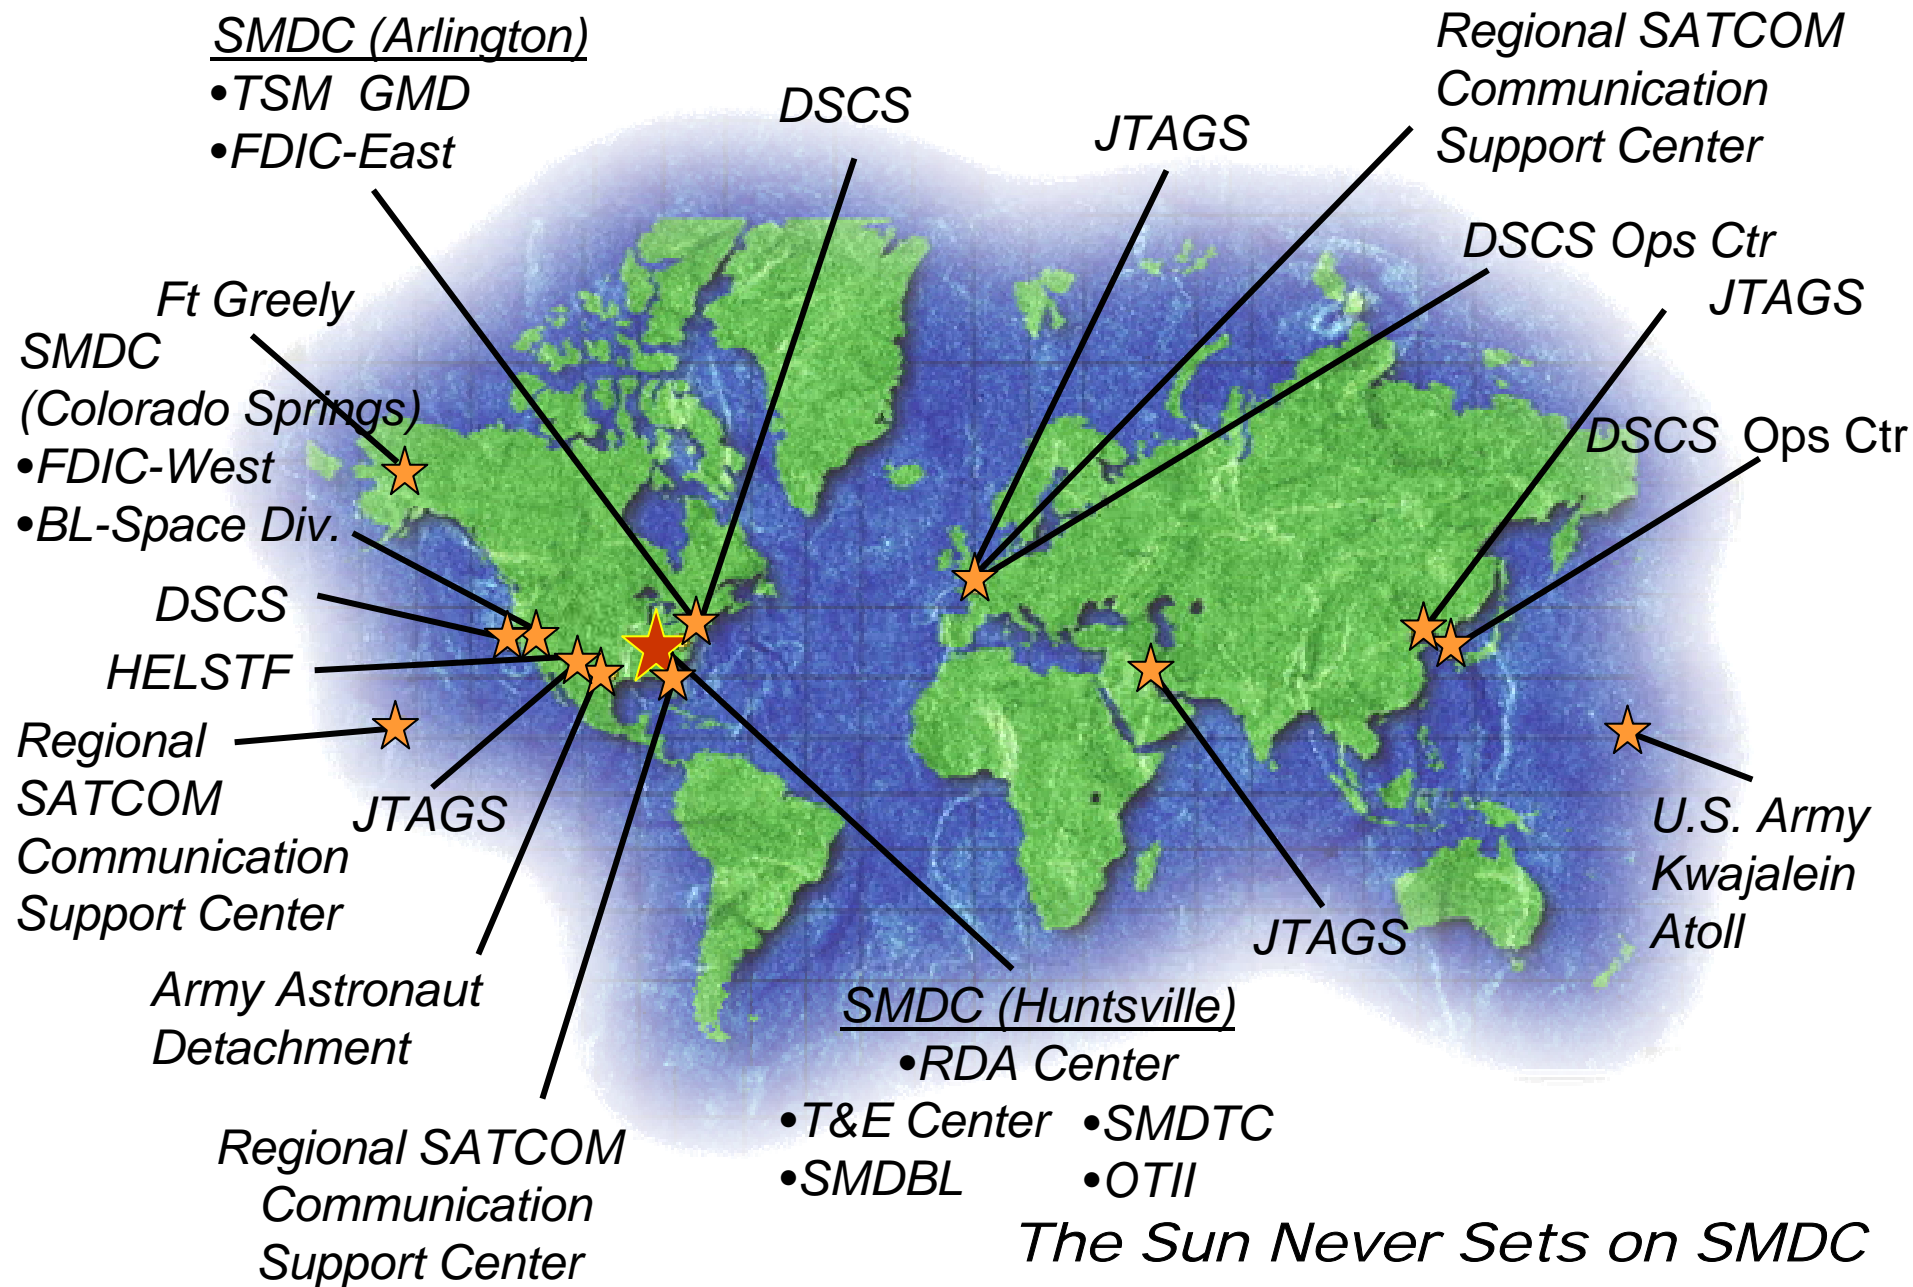 SMDC (Arlington)
•TSM GMD
•FDIC-East
DSCS
JTAGS
Regional SATCOM
Communication
Support Center
DSCS Ops Ctr
JTAGS
DSCS Ops Ctr
Ft Greely
SMDC
(Colorado Springs)
•FDIC-West
•BL-Space Div.
DSCS
HELSTF
Regional
SATCOM
Communication
Support Center
JTAGS
Army Astronaut
Detachment
Regional SATCOM
Communication
Support Center
SMDC (Huntsville)
•RDA Center
•T&E Center •SMDTC
•SMDBL •OTII
JTAGS
U.S. Army
Kwajalein
Atoll
The Sun Never Sets on SMDC